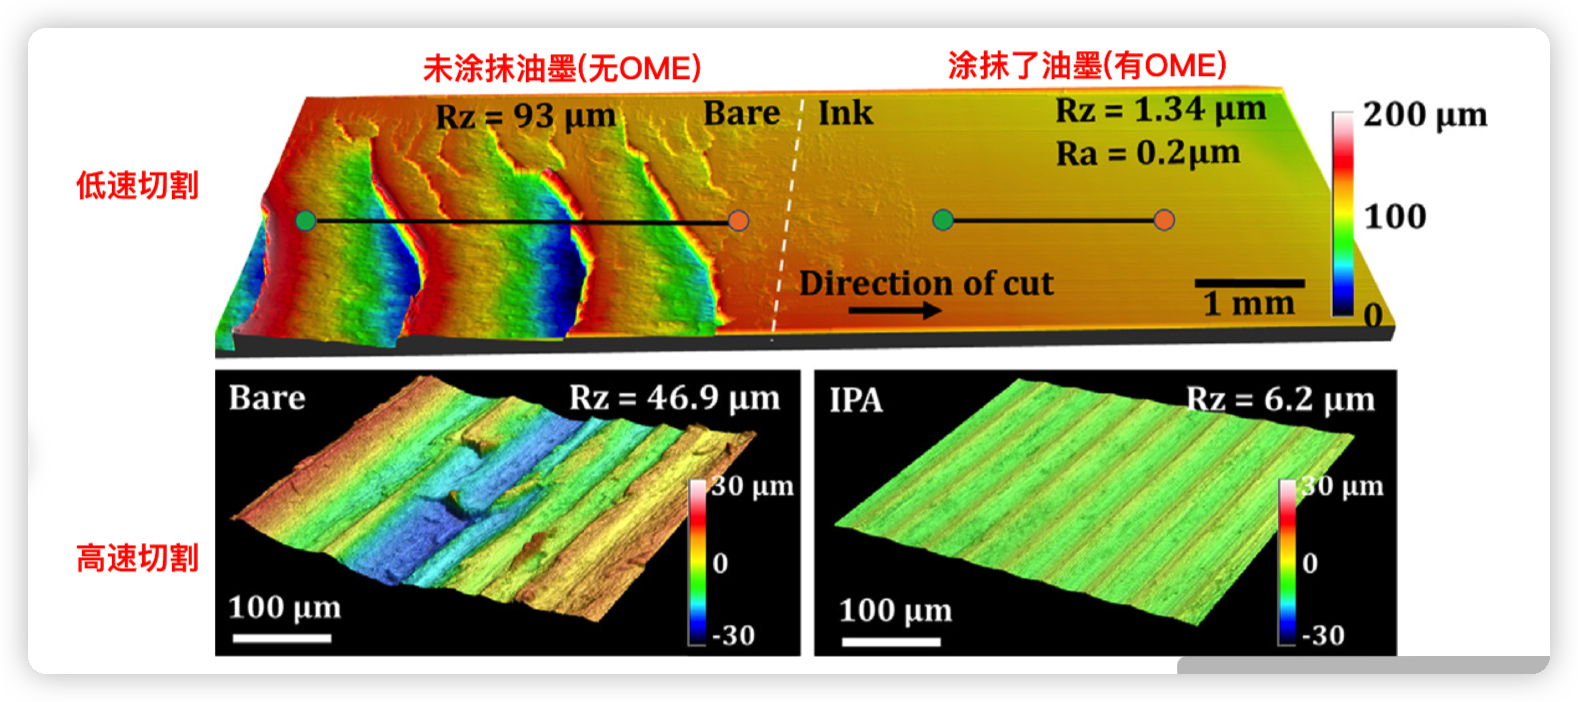 未涂抹油墨(无OME)
涂抹了油墨(有OME)
低速切割
Rz = 93 μm
Bare
Ink
Rz = 1.34 μm
Ra = 0.2μm
Direction of cut
1 mm
200 μm
100
0
高速切割
Bare
Rz = 46.9 μm
30 μm
0
-30
100 μm
IPA
Rz = 6.2 μm
30 μm
0
-30
100 μm